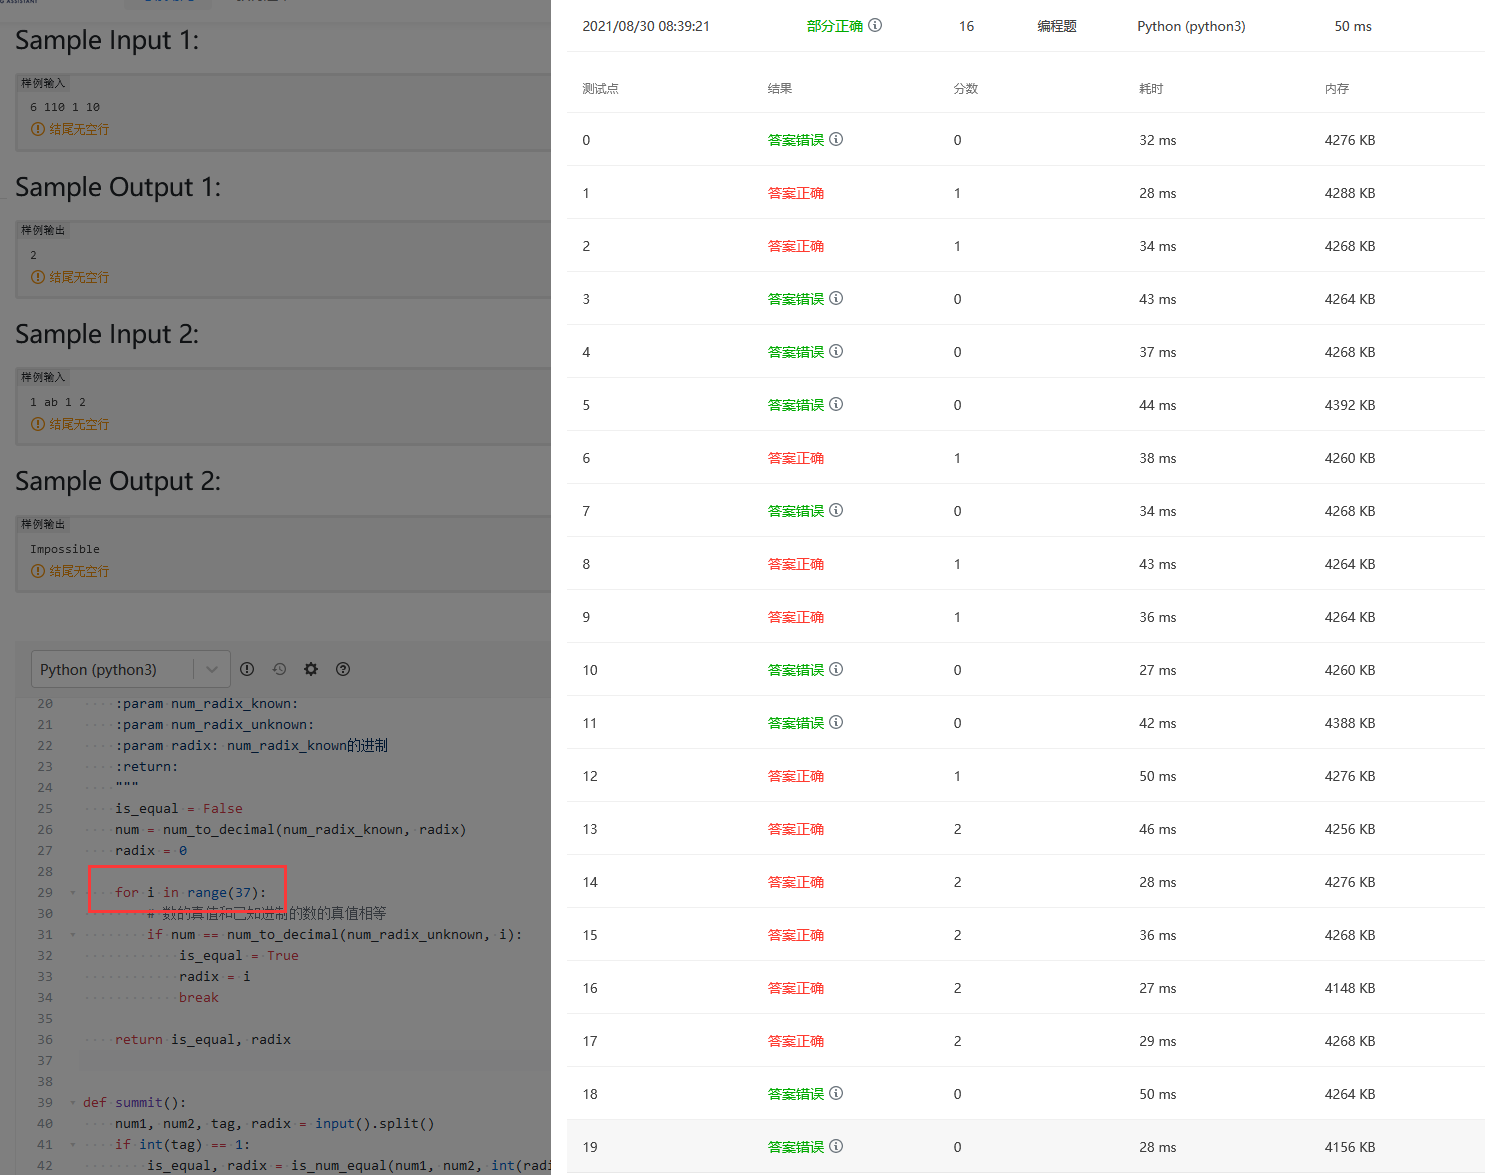 G ASSISTANT
Sample Input 1:
样例输入
6 110 1 10
结尾无空行
Sample Output 1:
样例输出
2
结尾无空行
Sample Input 2:
样例输入
1 ab 1 2
结尾无空行
Sample Output 2:
样例输出
Impossible
结尾无空行
Python (python3)
20 :param num_radix_known:
21 :param num_radix_unknown:
22 :param radix: num_radix_known的进制
23 :return:
24 """
25 is_equal = False
26 num = num_to_decimal(num_radix_known, radix)
27 radix = 0
28
29 for i in range(37):
30 # 数的真值和已知进制的数的真值相等
31 if num == num_to_decimal(num_radix_unknown, i):
32 is_equal = True
33 radix = i
34 break
35
36 return is_equal, radix
37
38
39 def summit():
40 num1, num2, tag, radix = input().split()
41 if int(tag) == 1:
42 is_equal, radix = is_num_equal(num1, num2, int(radi
2021/08/30 08:39:21 部分正确 16 编程题 Python (python3) 50 ms
测试点 结果 分数 耗时 内存
0 答案错误 0 32 ms 4276 KB
1 答案正确 1 28 ms 4288 KB
2 答案正确 1 34 ms 4268 KB
3 答案错误 0 43 ms 4264 KB
4 答案错误 0 37 ms 4268 KB
5 答案错误 0 44 ms 4392 KB
6 答案正确 1 38 ms 4260 KB
7 答案错误 0 34 ms 4268 KB
8 答案正确 1 43 ms 4264 KB
9 答案正确 1 36 ms 4264 KB
10 答案错误 0 27 ms 4260 KB
11 答案错误 0 42 ms 4388 KB
12 答案正确 1 50 ms 4276 KB
13 答案正确 2 46 ms 4256 KB
14 答案正确 2 28 ms 4276 KB
15 答案正确 2 36 ms 4268 KB
16 答案正确 2 27 ms 4148 KB
17 答案正确 2 29 ms 4268 KB
18 答案错误 0 50 ms 4264 KB
19 答案错误 0 28 ms 4156 KB